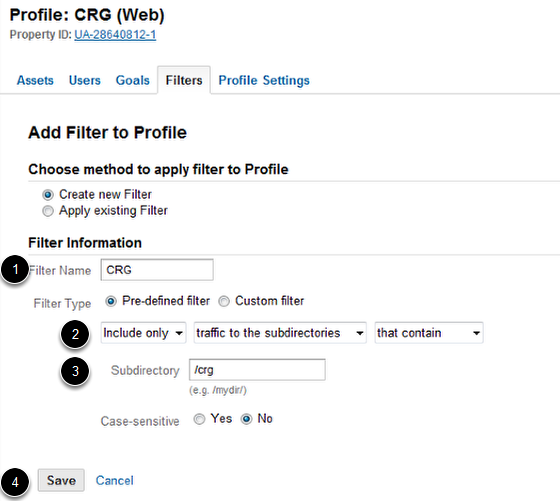 Profile: CRG (Web)
Property ID: UA-28640812-1
Assets Users Goals Filters Profile Settings
Add Filter to Profile
Choose method to apply filter to Profile
Create new Filter
Apply existing Filter
Filter Information
1 Filter Name CRG
Filter Type Pre-defined filter Custom filter
2 Include only traffic to the subdirectories that contain
3 Subdirectory /crg
(e.g. /mydir/)
Case-sensitive Yes No
4 Save Cancel